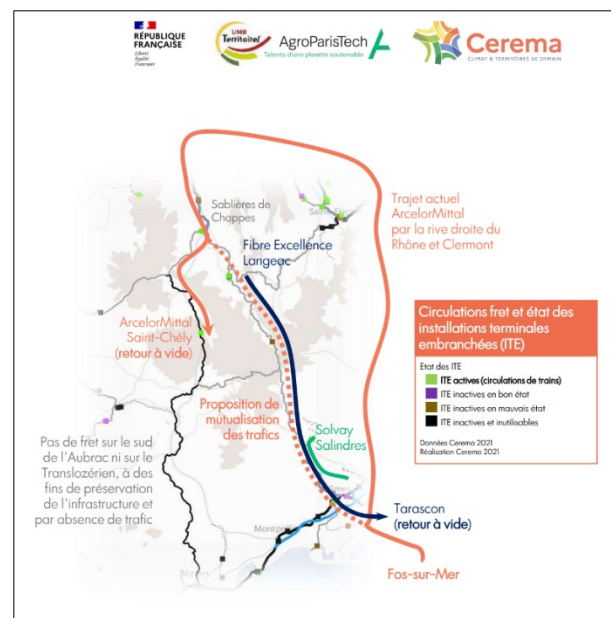 RÉPUBLIQUE
FRANÇAISE
Liberté
Égalité
Fraternité
UMR
Territoires
AgroParisTech
Talents d'une planète soutenable
Cerema
CLIMAT & TERRITOIRES DE DEMAIN
Sablières de
Chappes
Saint-Étie
Trajet actuel
ArcelorMittal
par la rive droite du
Rhône et Clermont
Fibre Excellence
Langeac
ArcelorMittal
Saint-Chély
(retour à vide)
Circulations fret et état des
installations terminales
embranchées (ITE)
Etat des ITE
ITE actives (circulations de trains)
ITE inactives en bon état
ITE inactives en mauvais état
ITE inactives et inutilisables
Données Cerema 2021
Réalisation Cerema 2021
Proposition de
mutualisation
des trafics
Solvay
Salindres
Pas de fret sur le sud
de l'Aubrac ni sur le
Translozérien, à des
fins de préservation
de l'infrastructure et
par absence de trafic
Nîmes
Tarascon
(retour à vide)
Montpell
Fos-sur-Mer
Béziers